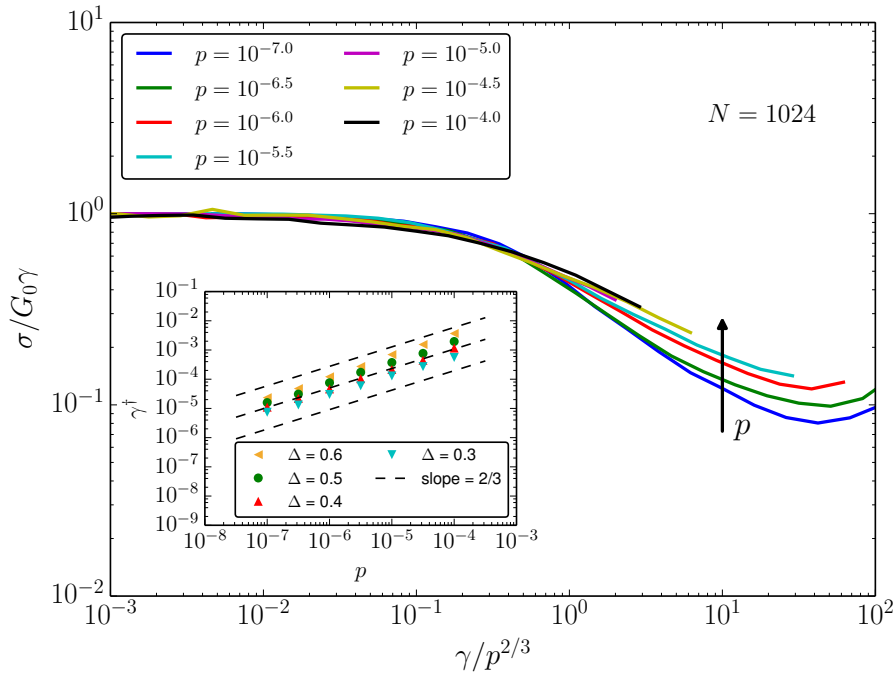 10^1
10^0
10^{-1}
10^{-2}
σ/G_0γ
p = 10^{-7.0}
p = 10^{-6.5}
p = 10^{-6.0}
p = 10^{-5.5}
p = 10^{-5.0}
p = 10^{-4.5}
p = 10^{-4.0}
N = 1024
p
10^{-1}
10^{-2}
10^{-3}
10^{-4}
10^{-5}
10^{-6}
10^{-7}
10^{-8}
10^{-9}
γ^†
Δ = 0.6
Δ = 0.5
Δ = 0.4
Δ = 0.3
slope = 2/3
10^{-8} 10^{-7} 10^{-6} 10^{-5} 10^{-4} 10^{-3}
p
10^{-3} 10^{-2} 10^{-1} 10^0 10^1 10^2
γ/p^{2/3}